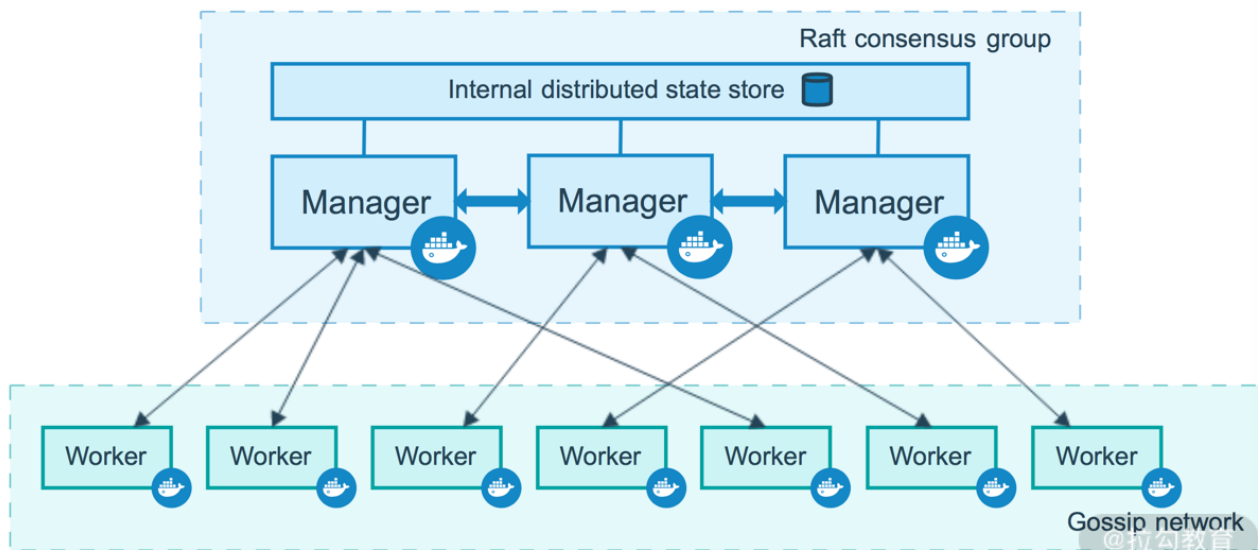 Raft consensus group
Internal distributed state store
Manager
Manager
Manager
Worker
Worker
Worker
Worker
Worker
Worker
Worker
Gossip network
@拉勾教育